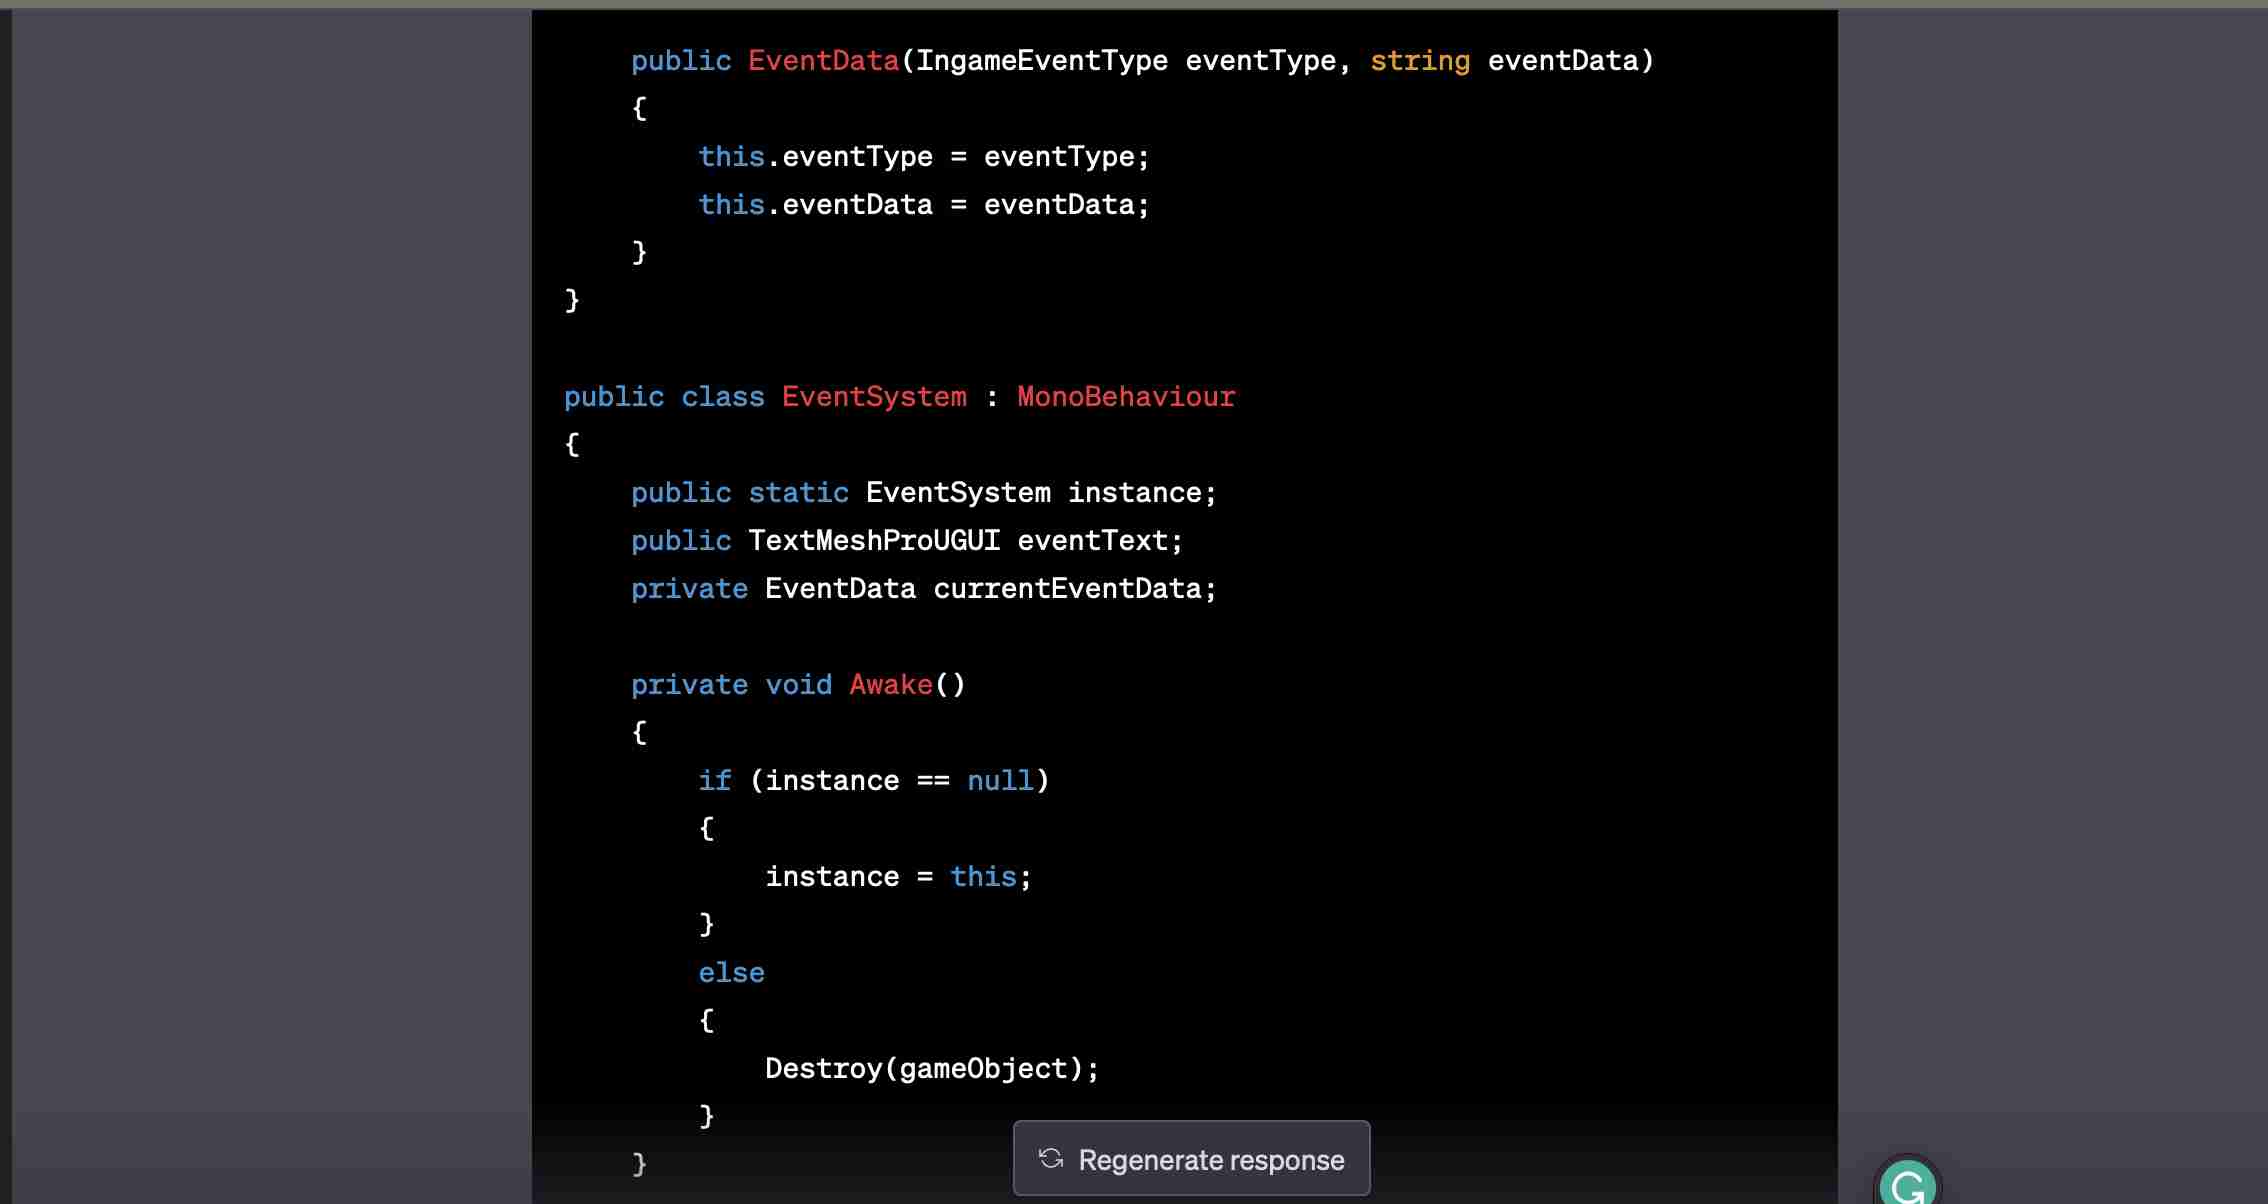 public EventData(IngameEventType eventType, string eventData)
{
this.eventType = eventType;
this.eventData = eventData;
}
}
public class EventSystem : MonoBehaviour
{
public static EventSystem instance;
public TextMeshProUGUI eventText;
private EventData currentEventData;
private void Awake()
{
if (instance == null)
{
instance = this;
}
else
{
Destroy(gameObject);
}
}
Regenerate response
G